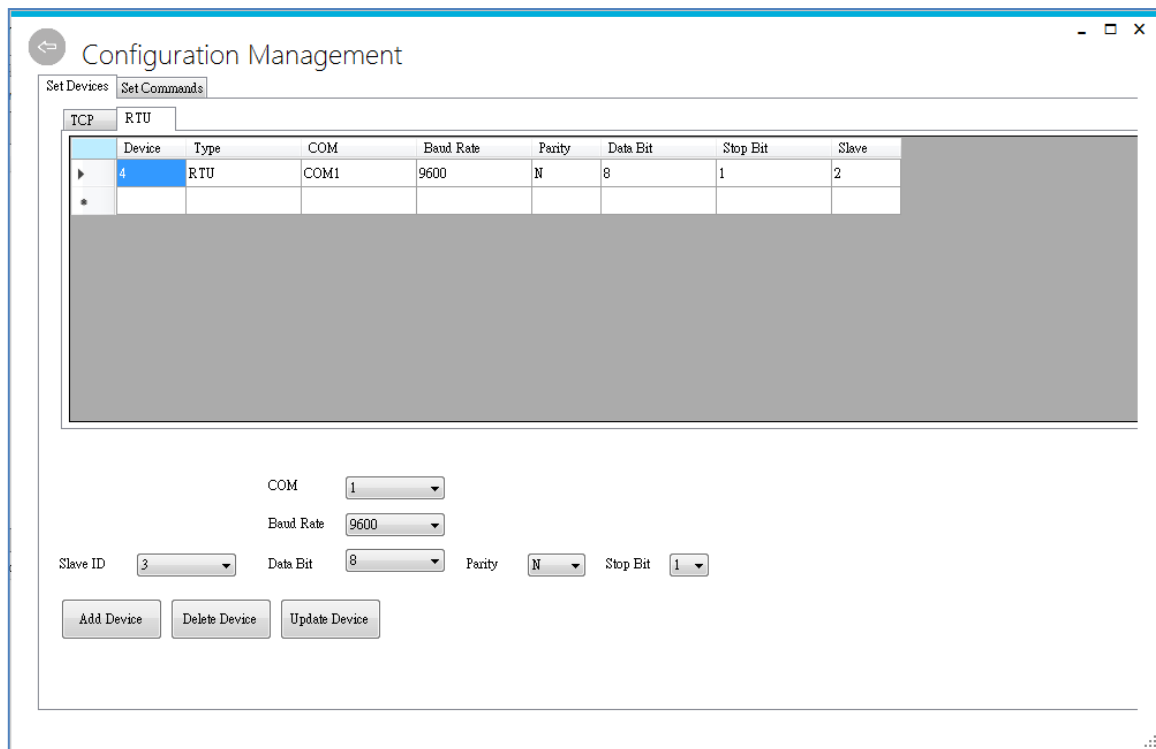 Configuration Management
Set Devices Set Commands
TCP RTU
Device Type COM Baud Rate Parity Data Bit Stop Bit Slave
4 RTU COM1 9600 N 8 1 2
COM 1
Baud Rate 9600
Slave ID 3 Data Bit 8 Parity N Stop Bit 1
Add Device Delete Device Update Device